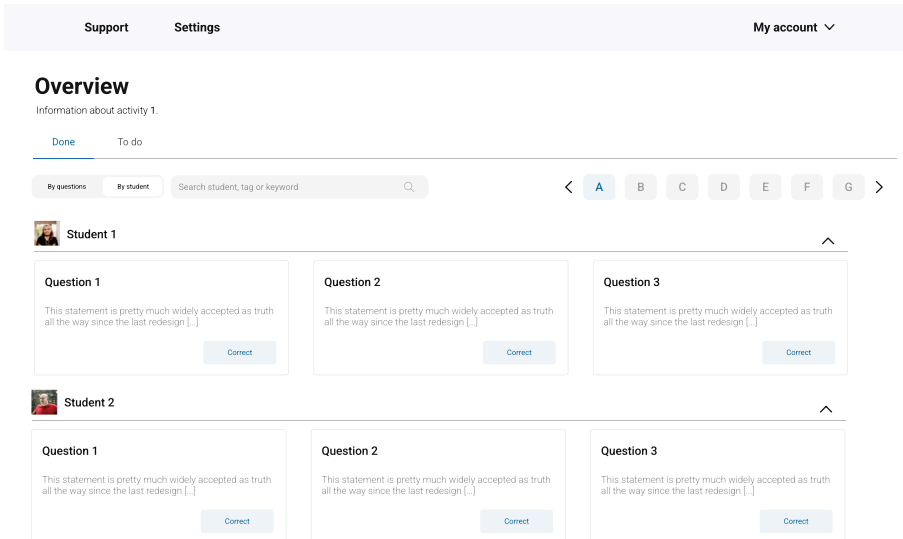 Support Settings My account
Overview
Information about activity 1.
Done To do
By questions By student Search student, tag or keyword A B C D E F G
Student 1
Question 1 Question 2 Question 3
This statement is pretty much widely accepted as truth This statement is pretty much widely accepted as truth This statement is pretty much widely accepted as truth
all the way since the last redesign [...] all the way since the last redesign [...] all the way since the last redesign [...]
Correct Correct Correct
Student 2
Question 1 Question 2 Question 3
This statement is pretty much widely accepted as truth This statement is pretty much widely accepted as truth This statement is pretty much widely accepted as truth
all the way since the last redesign [...] all the way since the last redesign [...] all the way since the last redesign [...]
Correct Correct Correct